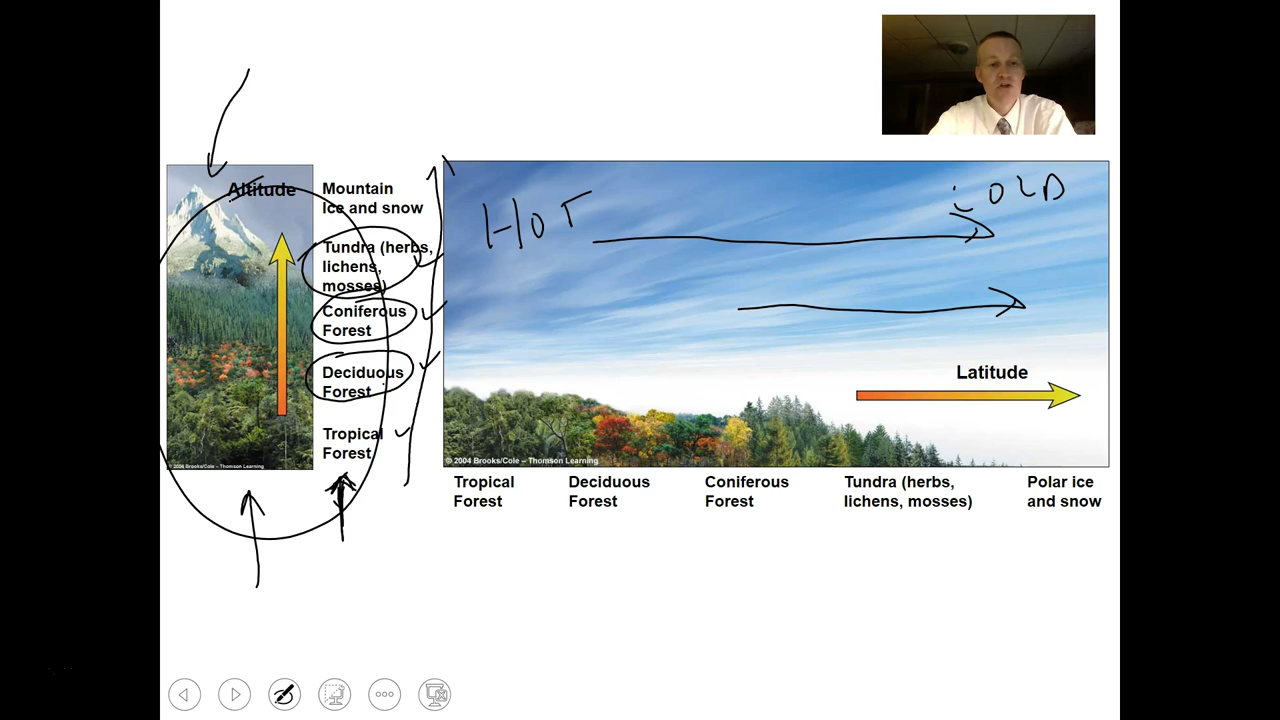 Altitude
Mountain
Ice and snow
Tundra (herbs,
lichens,
mosses)
Coniferous
Forest
Deciduous
Forest
Tropical
Forest
© 2004 Brooks/Cole – Thomson Learning
HOT
COLD
Latitude
© 2004 Brooks/Cole – Thomson Learning
Tropical
Forest
Deciduous
Forest
Coniferous
Forest
Tundra (herbs,
lichens, mosses)
Polar ice
and snow